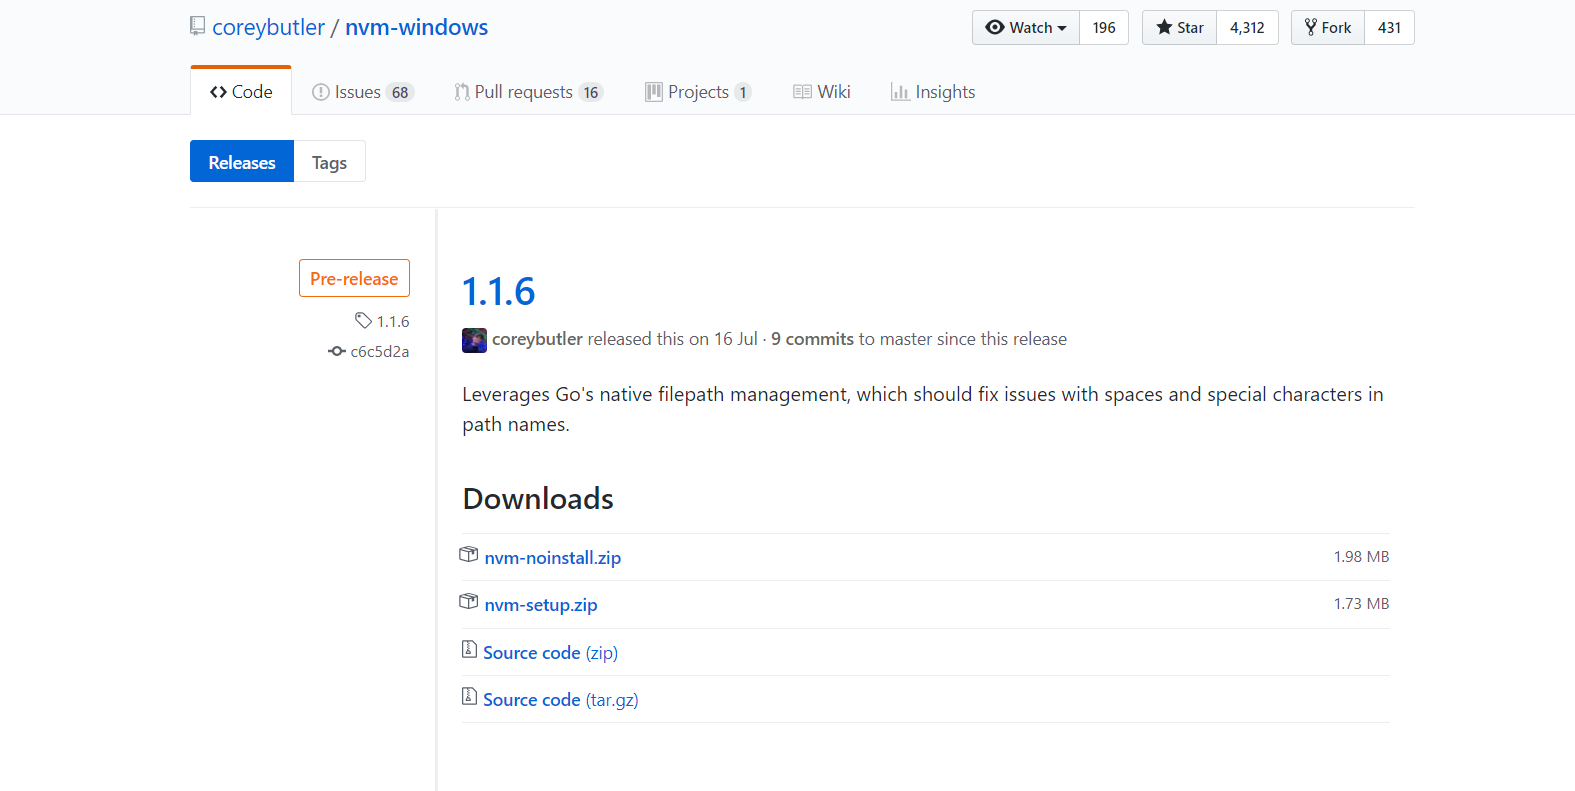 coreybutler / nvm-windows
Watch 196 Star 4,312 Fork 431
Code Issues 68 Pull requests 16 Projects 1 Wiki Insights
Releases Tags
Pre-release
1.1.6
c6c5d2a
1.1.6
coreybutler released this on 16 Jul · 9 commits to master since this release
Leverages Go's native filepath management, which should fix issues with spaces and special characters in
path names.
Downloads
nvm-noinstall.zip 1.98 MB
nvm-setup.zip 1.73 MB
Source code (zip)
Source code (tar.gz)